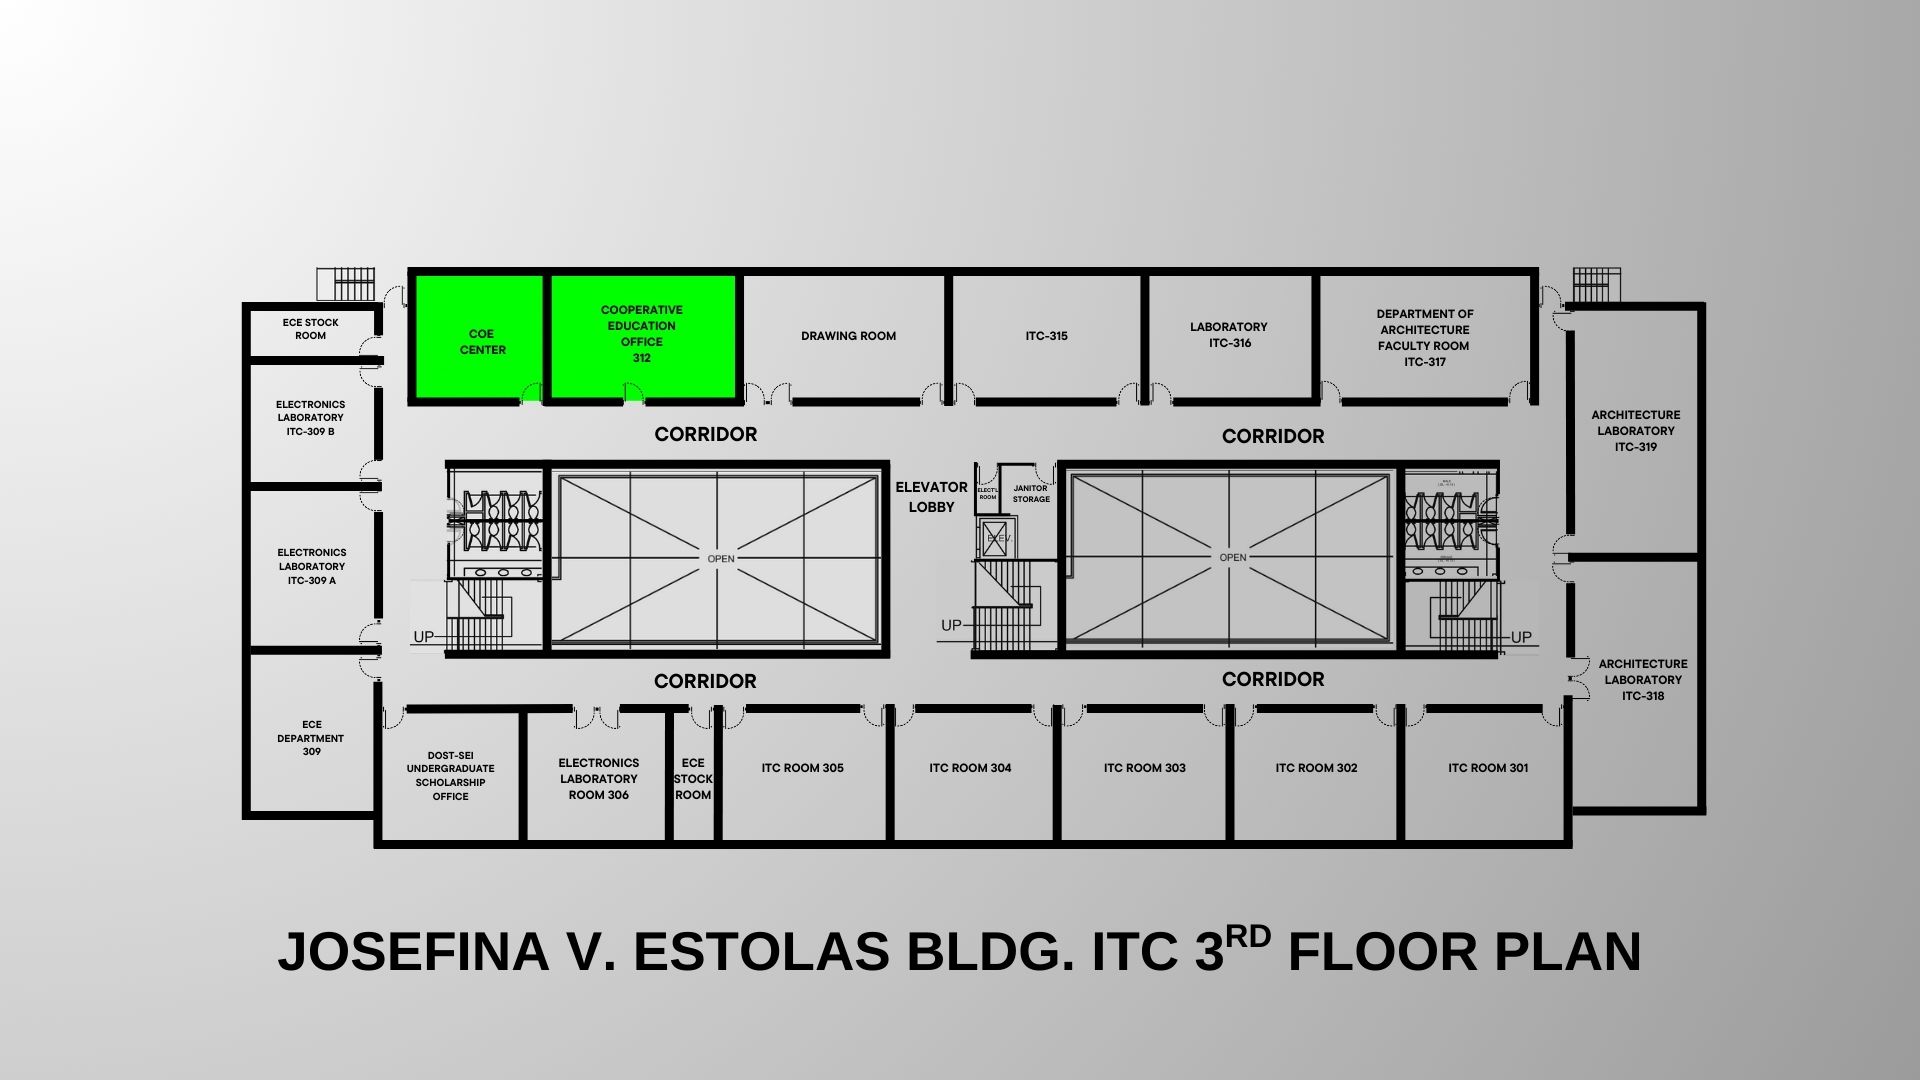 COE
CENTER
COOPERATIVE
EDUCATION
OFFICE
312
DRAWING ROOM
ITC-315
LABORATORY
ITC-316
DEPARTMENT OF
ARCHITECTURE
FACULTY ROOM
ITC-317
ECE STOCK
ROOM
ELECTRONICS
LABORATORY
ITC-309 B
ELECTRONICS
LABORATORY
ITC-309 A
ECE
DEPARTMENT
309
CORRIDOR
CORRIDOR
ARCHITECTURE
LABORATORY
ITC-319
ELEVATOR
LOBBY
ELECT'L
ROOM
JANITOR
STORAGE
ELEV.
OPEN
OPEN
UP
UP
UP
CORRIDOR
CORRIDOR
ARCHITECTURE
LABORATORY
ITC-318
DOST-SEI
UNDERGRADUATE
SCHOLARSHIP
OFFICE
ELECTRONICS
LABORATORY
ROOM 306
ECE
STOCK
ROOM
ITC ROOM 305
ITC ROOM 304
ITC ROOM 303
ITC ROOM 302
ITC ROOM 301
JOSEFINA V. ESTOLAS BLDG. ITC 3RD FLOOR PLAN